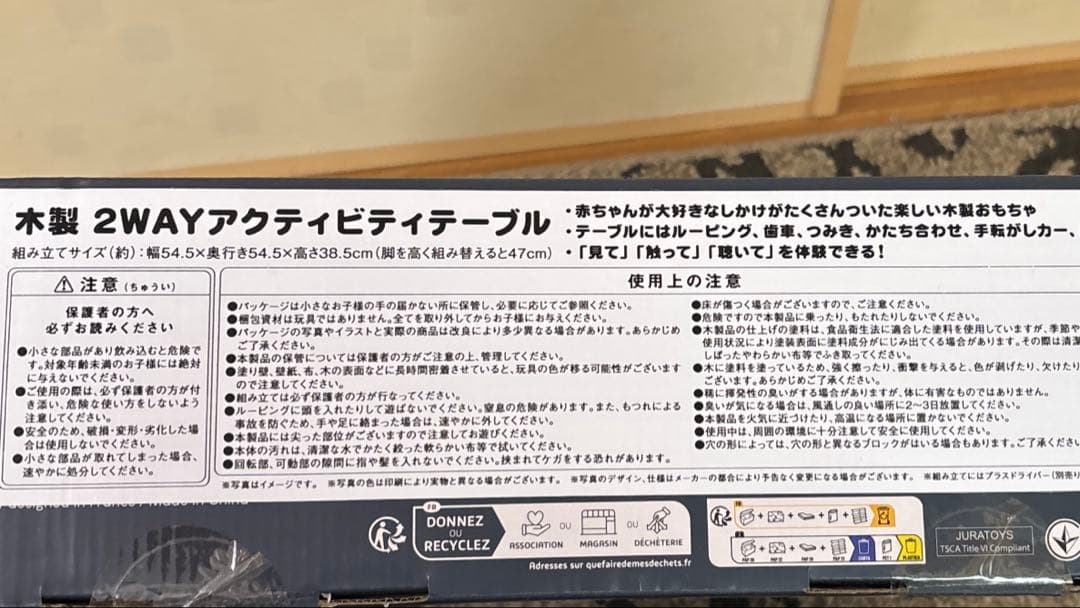 木製 2WAYアクティビティテーブル
組み立てサイズ(約):幅54.5×奥行き54.5×高さ38.5cm(脚を高く組み替えると47cm)
・赤ちゃんが大好きなしかけがたくさんついた楽しい木製おもちゃ
・テーブルにはルーピング、歯車、つみき、かたち合わせ、手転がしカー、
・「見て」「触って」「聴いて」を体験できる!
注意(ちゅうい)
保護者の方へ
必ずお読みください
●小さな部品があり飲み込むと危険で
す。対象年齢未満のお子様には絶対
に与えないでください。
●ご使用の際は、必ず保護者の方が付
き添い、危険な使い方をしないよう
注意してください。
●安全のため、破損・変形・劣化した場
合は使用しないでください。
●小さな部品が取れてしまった場合、
速やかに処分してください。
使用上の注意
●パッケージは小さなお子様の手の届かない所に保管し、必要に応じてご参照ください。
●梱包資材は玩具ではありません。全てを取り外してからお子様にお与えください。
●パッケージの写真やイラストと実際の商品は改良により多少異なる場合があります。あらかじめ
ご了承ください。
●本製品の保管については保護者の方がご注意の上、管理してください。
●塗り壁、壁紙、布、木の表面などに長時間密着させていると、玩具の色が移る可能性がございます
ので注意してください。
●組み立ては必ず保護者の方が行なってください。
●ルーピングに頭を入れたりして遊ばないでください。窒息の危険があります。また、もつれによる
事故を防ぐため、手や足に絡まった場合は、速やかに外してください。
●本製品には尖った部位がございますので注意してお遊びください。
●本体の汚れは、清潔な水でかたく絞った軟らかい布等で拭いてください。
●回転部、可動部の隙間に指や髪を入れないでください。挟まれてケガをする恐れがあります。
●床が傷つく場合がございますので、ご注意ください。
●危険ですので本製品に乗ったり、もたれたりしないでください。
●木製品の仕上げの塗料は、食品衛生法に適合した塗料を使用していますが、季節や
使用状況により塗装表面に塗料成分がにじみ出てくる場合があります。その際は清潔
しぼったやわらかい布等でふき取ってください。
●木に塗料を塗っているため、強く擦ったり、衝撃を与えると、色が剥げたり、欠けたり
ございます。あらかじめご了承ください。
●稀に揮発性の臭いがする場合がありますが、体に有害なものではありません。
●臭いが気になる場合は、風通しの良い場所に2〜3日放置してください。
●本製品を火気に近づけたり、高温になる場所に置かないでください。
●使用中は、周囲の環境に十分注意して安全に使用してください。
●穴の形によっては、穴の形と異なるブロックがはいる場合もあります。ご了承くださ
※写真はイメージです。 ※写真の色は印刷により実物と異なる場合がございます。 ※写真のデザイン、仕様はメーカーの都合により予告なく変更になる場合がございます。 ※組み立てにはプラスドライバー(別売り
FR
DONNEZ
OU
RECYCLEZ
ASSOCIATION
OU
MAGASIN
OU
DÉCHÈTERIE
Adresses sur quefairedemesdechets.fr
JURATOYS
TSCA Title VI Compliant